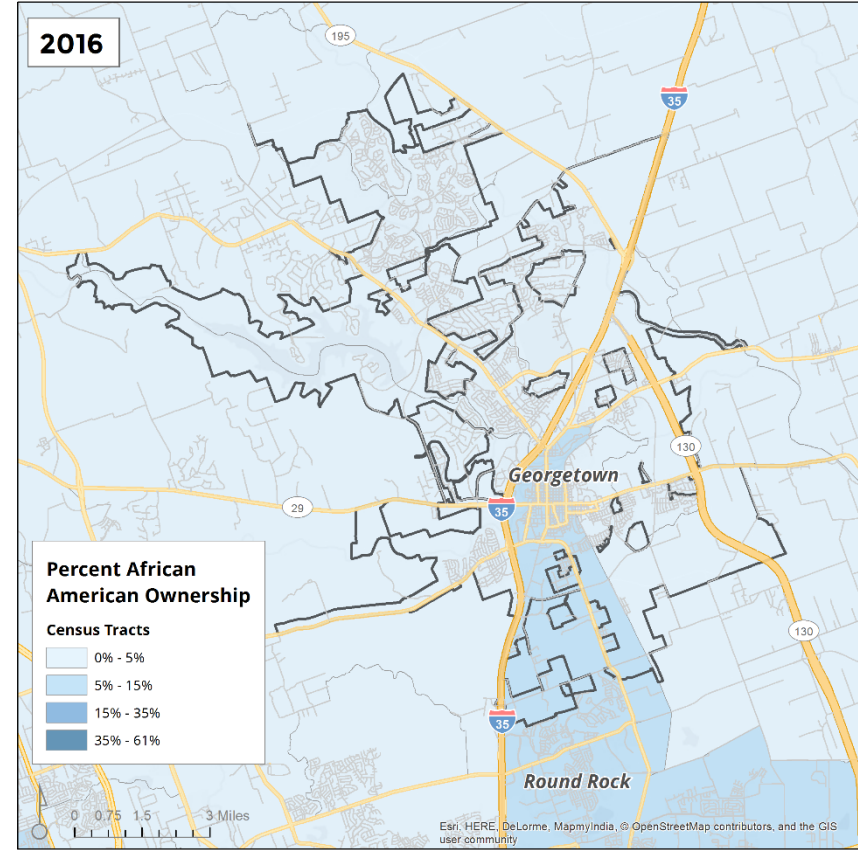 2016
195
35
130
Georgetown
29
35
130
Percent African
American Ownership
Census Tracts
0% - 5%
5% - 15%
15% - 35%
35% - 61%
35
Round Rock
0 0.75 1.5 3 Miles
Esri, HERE, DeLorme, MapmyIndia, © OpenStreetMap contributors, and the GIS
user community